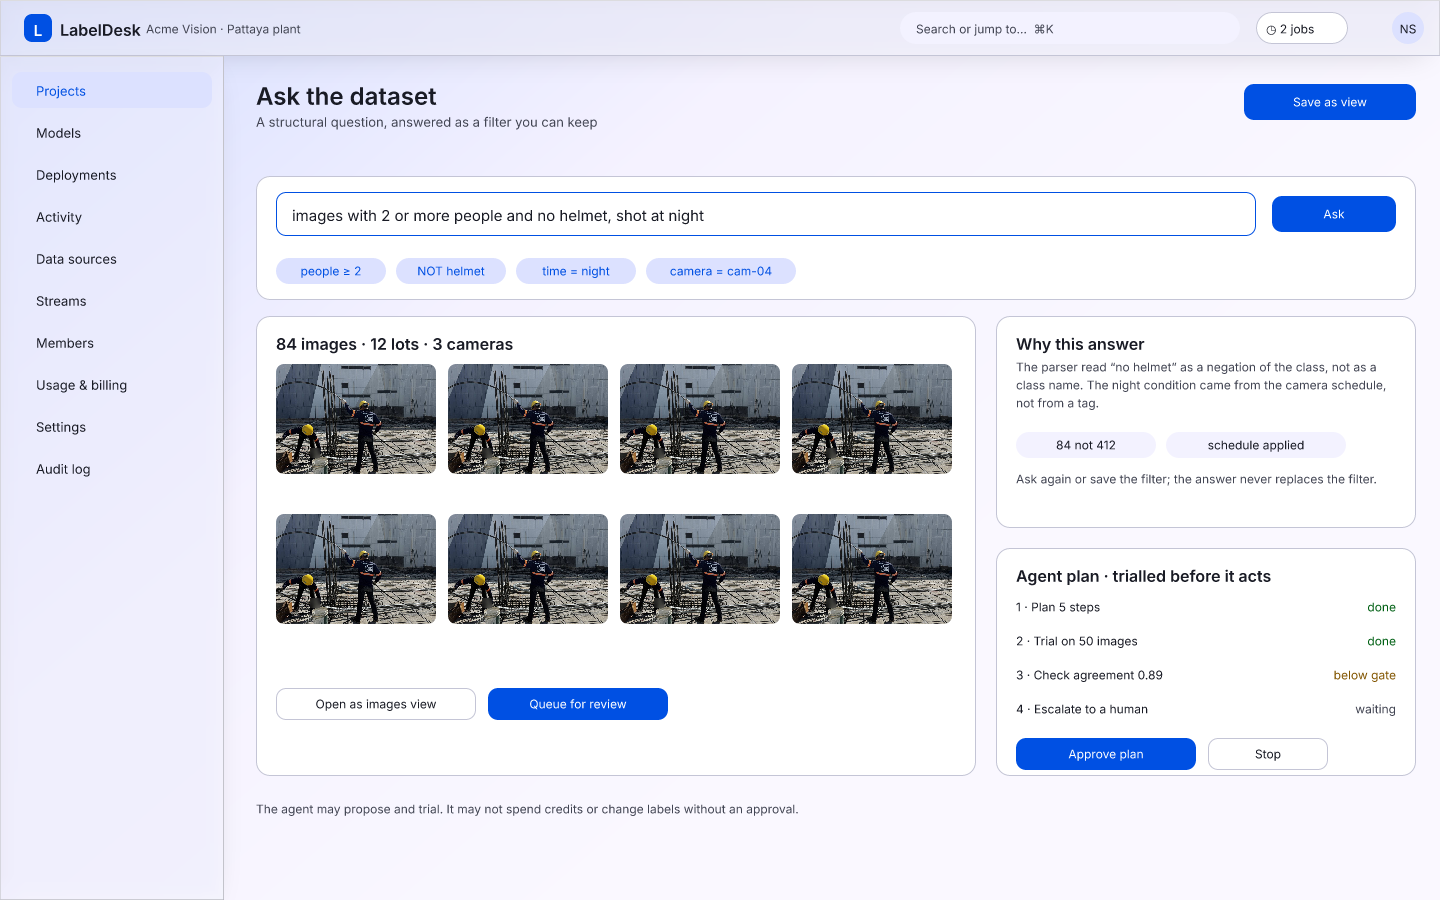 L LabelDesk Acme Vision · Pattaya plant
Search or jump to... ⌘K
2 jobs
NS
Projects
Models
Deployments
Activity
Data sources
Streams
Members
Usage & billing
Settings
Audit log
Ask the dataset
A structural question, answered as a filter you can keep
Save as view
images with 2 or more people and no helmet, shot at night
Ask
people ≥ 2
NOT helmet
time = night
camera = cam-04
84 images · 12 lots · 3 cameras
Open as images view
Queue for review
Why this answer
The parser read “no helmet” as a negation of the class, not as a
class name. The night condition came from the camera schedule,
not from a tag.
84 not 412
schedule applied
Ask again or save the filter; the answer never replaces the filter.
Agent plan · trialled before it acts
1 · Plan 5 steps done
2 · Trial on 50 images done
3 · Check agreement 0.89 below gate
4 · Escalate to a human waiting
Approve plan
Stop
The agent may propose and trial. It may not spend credits or change labels without an approval.